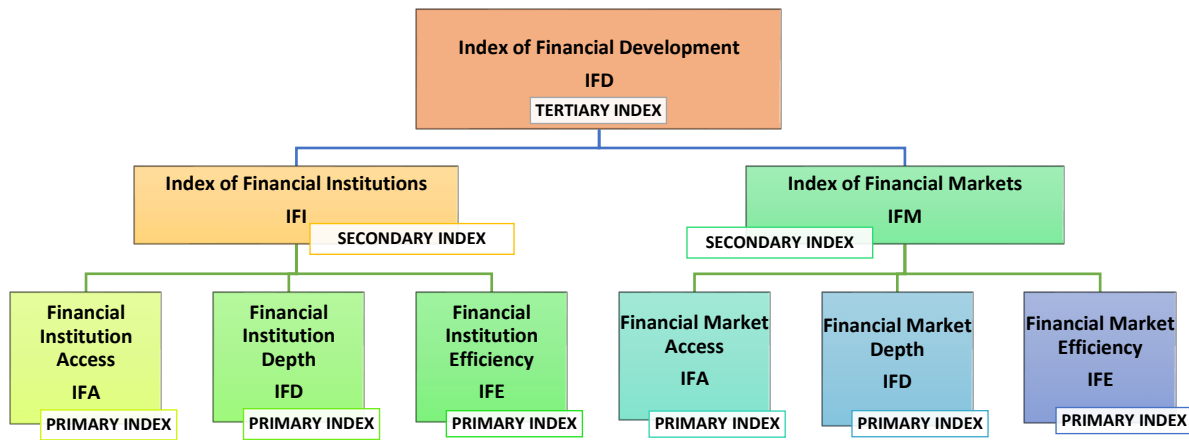 Index of Financial Development
IFD
TERTIARY INDEX
Index of Financial Institutions
IFI
SECONDARY INDEX
Index of Financial Markets
IFM
SECONDARY INDEX
Financial
Institution
Access
IFA
PRIMARY INDEX
Financial
Institution
Depth
IFD
PRIMARY INDEX
Financial
Institution
Efficiency
IFE
PRIMARY INDEX
Financial Market
Access
IFA
PRIMARY INDEX
Financial Market
Depth
IFD
PRIMARY INDEX
Financial Market
Efficiency
IFE
PRIMARY INDEX